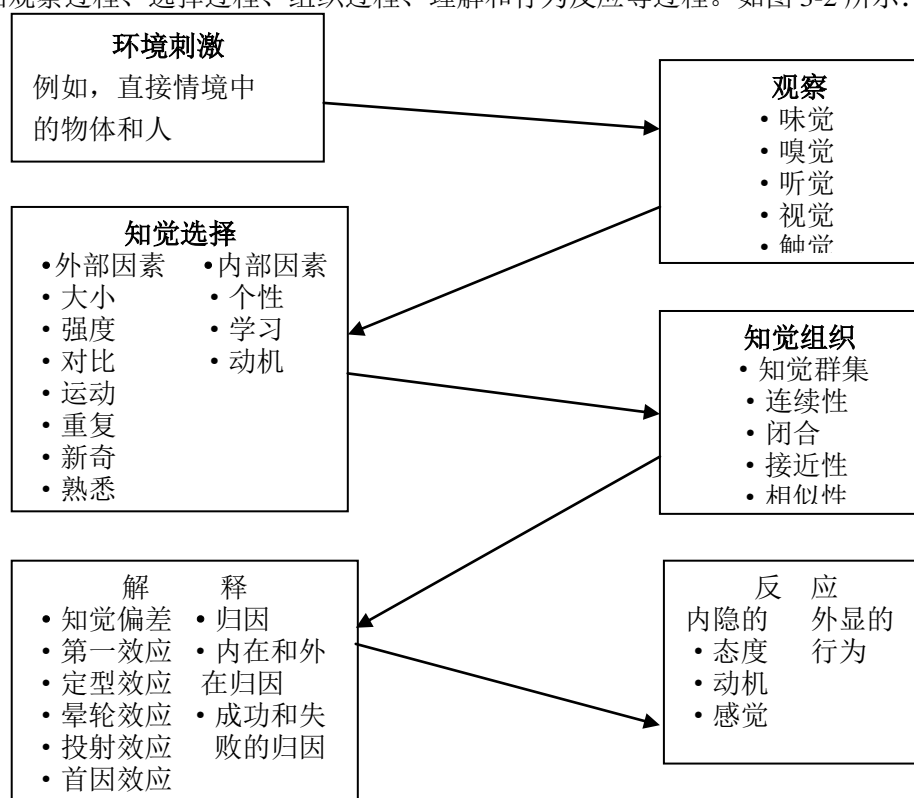 观察过程、选择过程、组织过程、理解和行为反应等过程。如图 3-2 所示：
环境刺激
例如，直接情境中
的物体和人
观察
• 味觉
• 嗅觉
• 听觉
• 视觉
• 触觉
知觉选择
•外部因素 •内部因素
• 大小 • 个性
• 强度 • 学习
• 对比 • 动机
• 运动
• 重复
• 新奇
• 熟悉
知觉组织
• 知觉群集
• 连续性
• 闭合
• 接近性
• 相似性
解 释
• 知觉偏差 • 归因
• 第一效应 • 内在和外
• 定型效应 在归因
• 晕轮效应 • 成功和失
• 投射效应 败的归因
• 首因效应
反 应
内隐的 外显的
• 态度 行为
• 动机
• 感觉